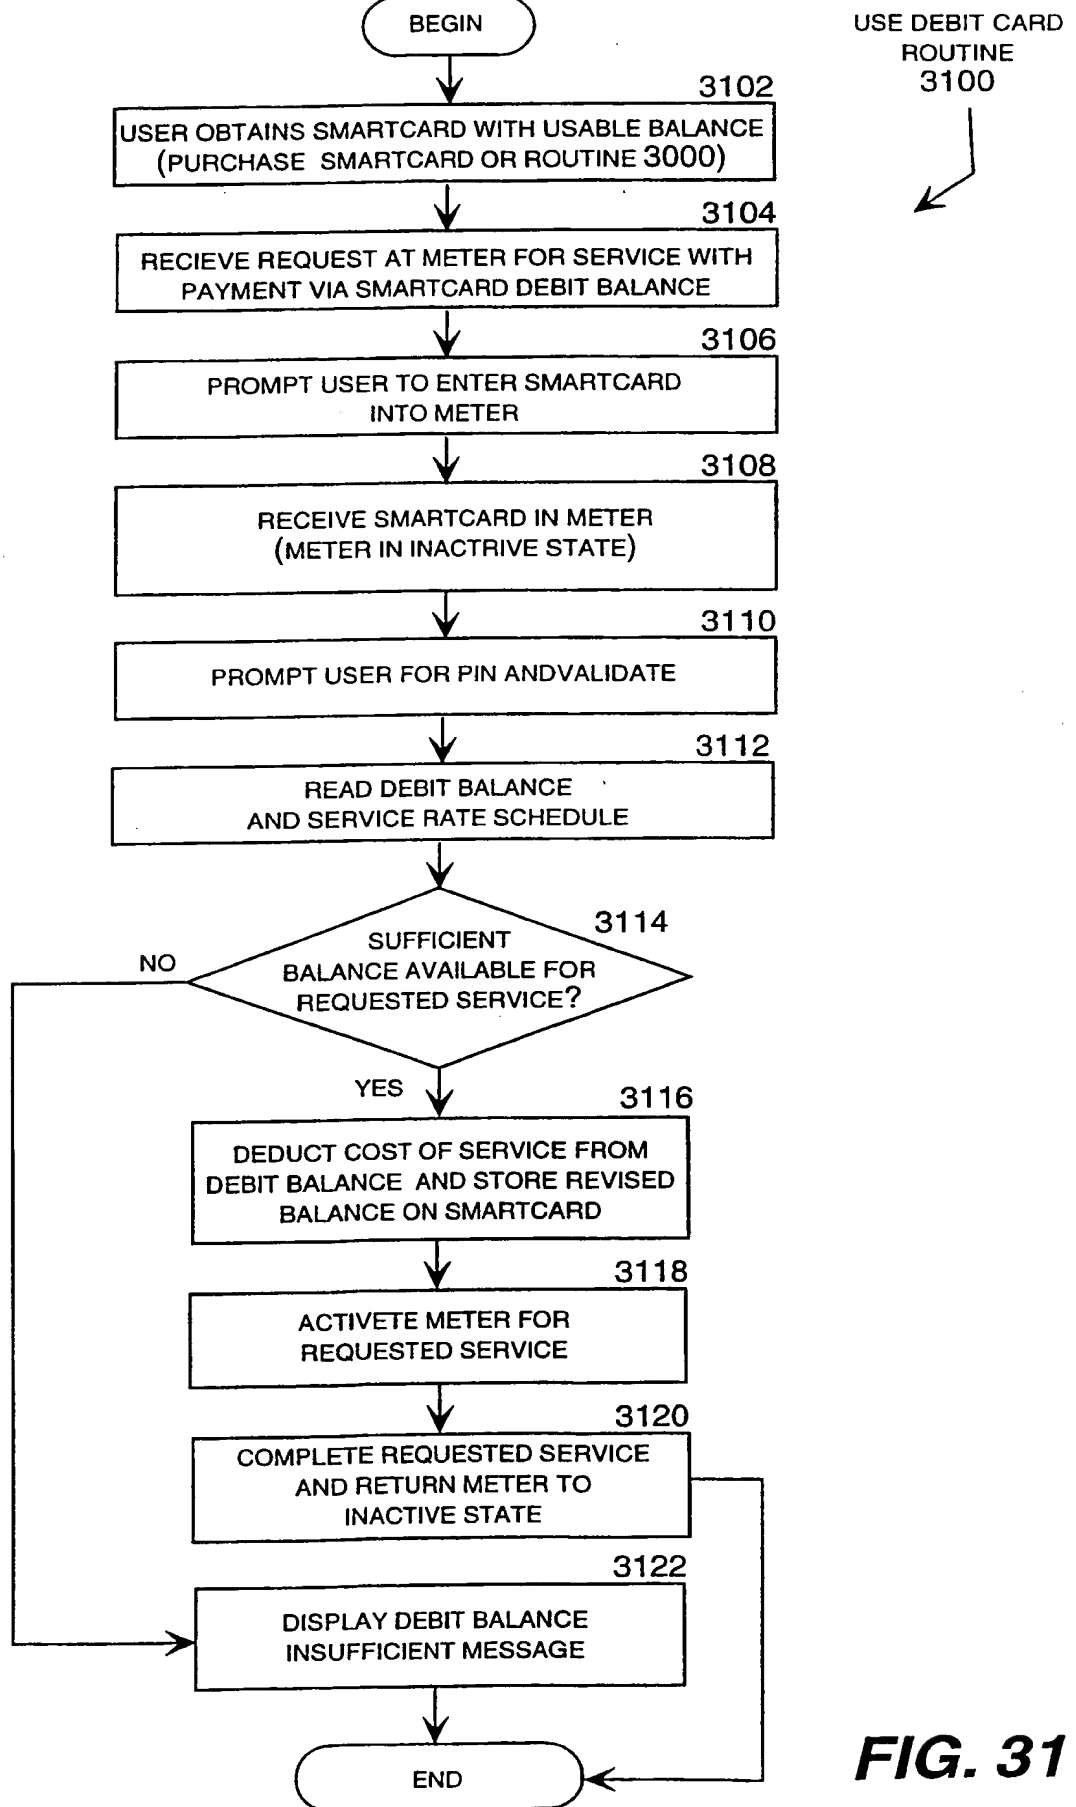 BEGIN
USE DEBIT CARD
ROUTINE
3100
3102
USER OBTAINS SMARTCARD WITH USABLE BALANCE
(PURCHASE SMARTCARD OR ROUTINE 3000)
3104
RECIEVE REQUEST AT METER FOR SERVICE WITH
PAYMENT VIA SMARTCARD DEBIT BALANCE
3106
PROMPT USER TO ENTER SMARTCARD
INTO METER
3108
RECEIVE SMARTCARD IN METER
(METER IN INACTRIVE STATE)
3110
PROMPT USER FOR PIN ANDVALIDATE
3112
READ DEBIT BALANCE
AND SERVICE RATE SCHEDULE
3114
SUFFICIENT
BALANCE AVAILABLE FOR
REQUESTED SERVICE?
NO
YES
3116
DEDUCT COST OF SERVICE FROM
DEBIT BALANCE AND STORE REVISED
BALANCE ON SMARTCARD
3118
ACTIVETE METER FOR
REQUESTED SERVICE
3120
COMPLETE REQUESTED SERVICE
AND RETURN METER TO
INACTIVE STATE
3122
DISPLAY DEBIT BALANCE
INSUFFICIENT MESSAGE
END
FIG. 31